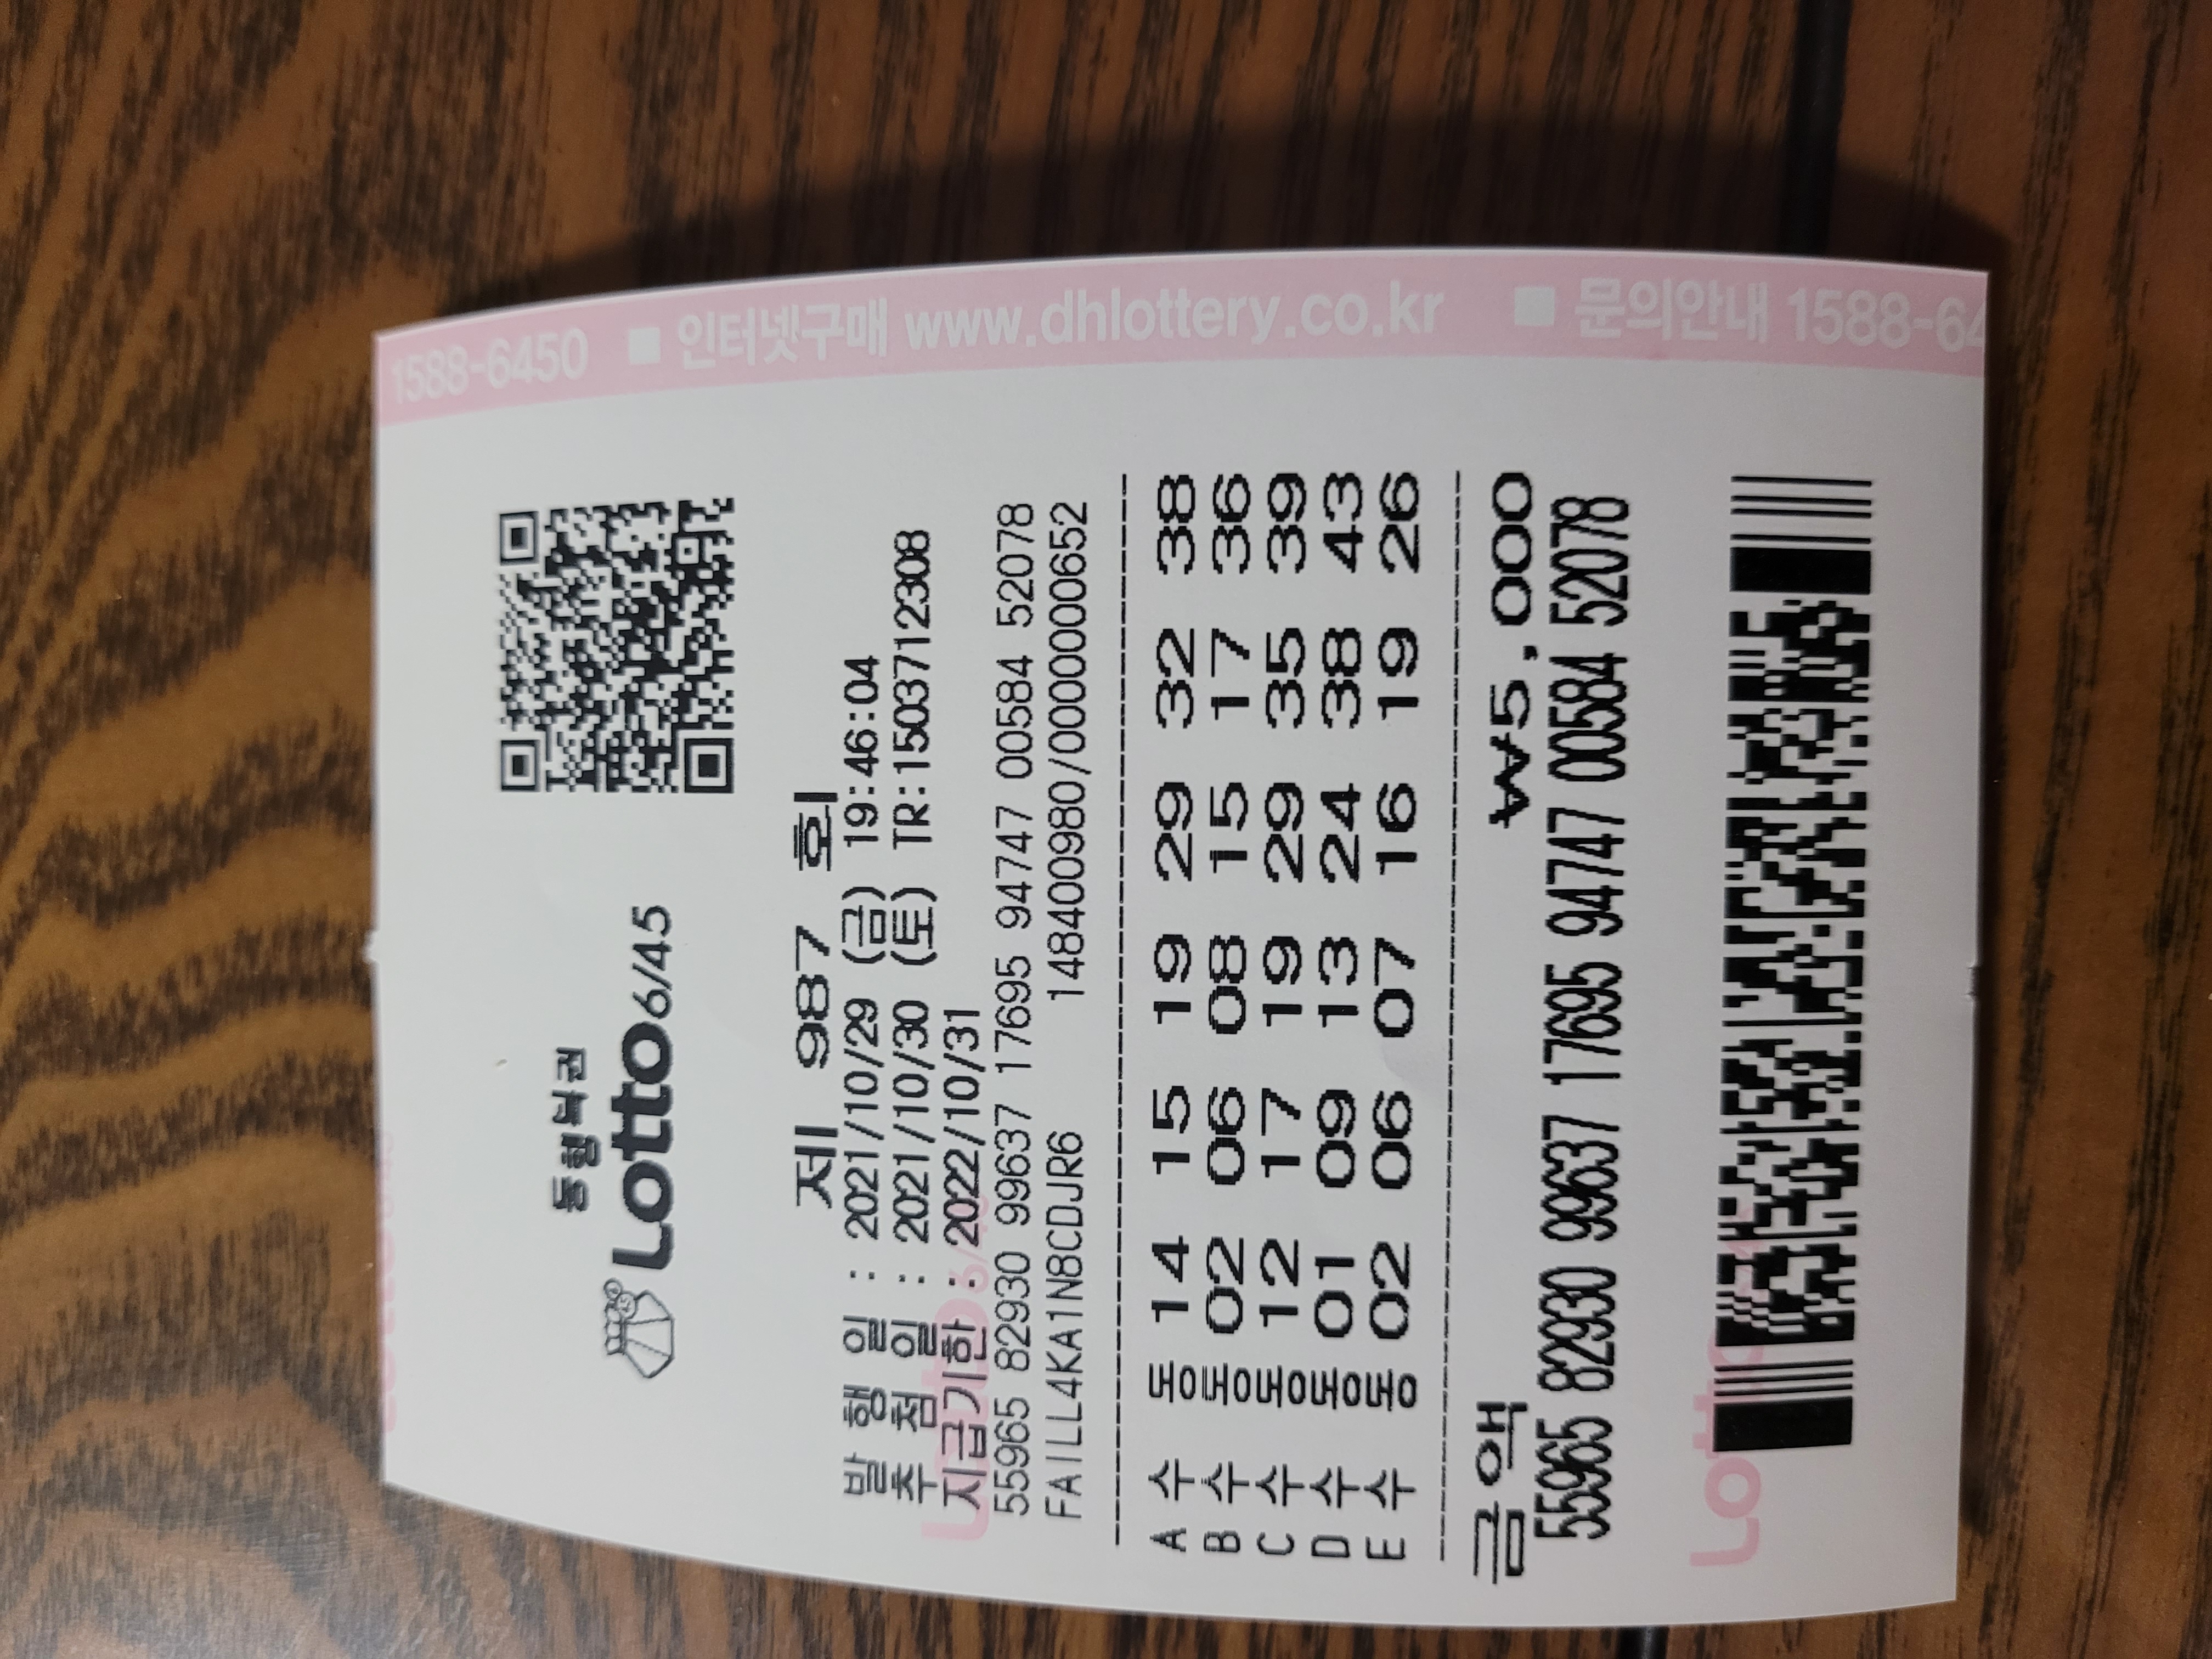 1588-6450 ■ 인터넷구매 www.dhlottery.co.kr ■ 문의안내 1588-64
동행복권
Lotto 6/45
제 987 회
발 행 일 : 2021/10/29 (금) 19:46:04
추 첨 일 : 2021/10/30 (토) TR:1503712308
지급기한 : 2022/10/31
55965 82930 99637 17695 94747 00584 52078
FAILL4KA1N8CDJR6 148400980/0000000652
A 수 동 14 15 19 29 32 38
B 수 동 02 06 08 15 17 36
C 수 동 12 17 19 29 35 39
D 수 동 01 09 13 24 38 43
E 수 동 02 06 07 16 19 26
금액 ₩5,000
55965 82930 99637 17695 94747 00584 52078
Lotto